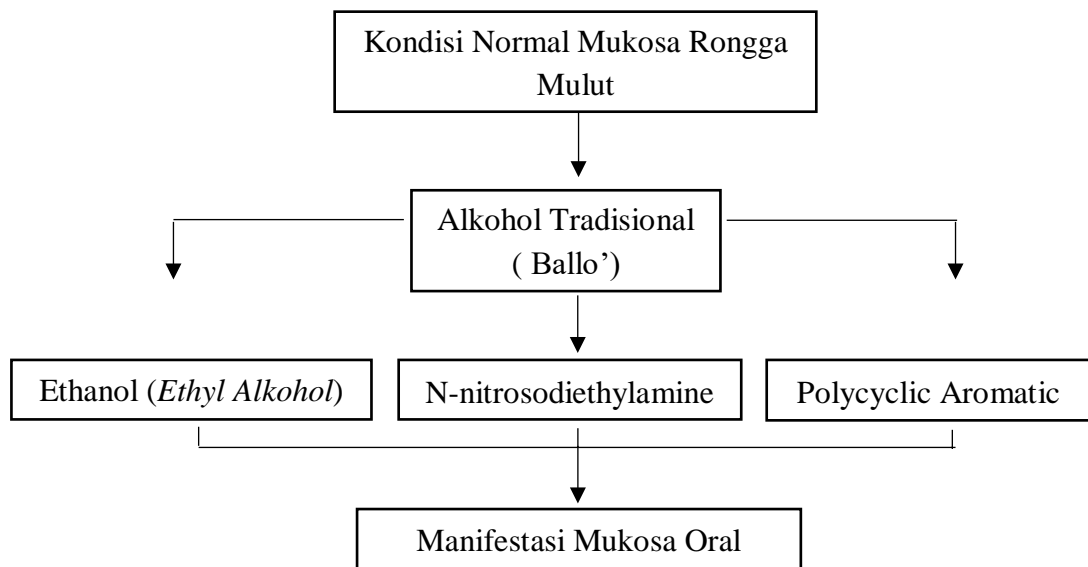 Kondisi Normal Mukosa Rongga
Mulut
Alkohol Tradisional
( Ballo’)
Ethanol (Ethyl Alkohol)
N-nitrosodiethylamine
Polycyclic Aromatic
Manifestasi Mukosa Oral